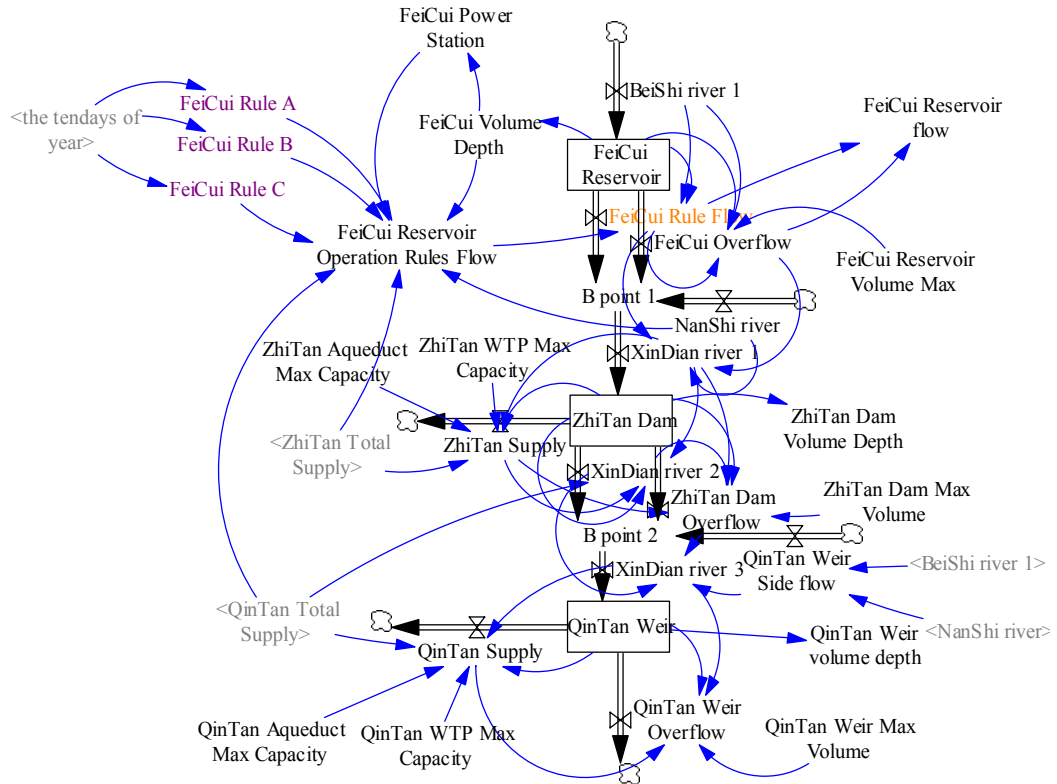 FeiCui Power
Station
BeiShi river 1
<the tendays of
year>
FeiCui Rule A
FeiCui Rule B
FeiCui Rule C
FeiCui Volume
Depth
FeiCui
Reservoir
FeiCui Reservoir
flow
FeiCui Rule Flow
FeiCui Overflow
FeiCui Reservoir
Operation Rules Flow
FeiCui Reservoir
Volume Max
B point 1
NanShi river
XinDian river 1
ZhiTan Aqueduct
Max Capacity
ZhiTan WTP Max
Capacity
ZhiTan Dam
ZhiTan Dam
Volume Depth
ZhiTan Supply
<ZhiTan Total
Supply>
XinDian river 2
ZhiTan Dam
Overflow
ZhiTan Dam Max
Volume
B point 2
QinTan Weir
Side flow
<BeiShi river 1>
XinDian river 3
<QinTan Total
Supply>
<NanShi river>
QinTan Weir
QinTan Weir
volume depth
QinTan Supply
QinTan Aqueduct
Max Capacity
QinTan WTP Max
Capacity
QinTan Weir
Overflow
QinTan Weir Max
Volume